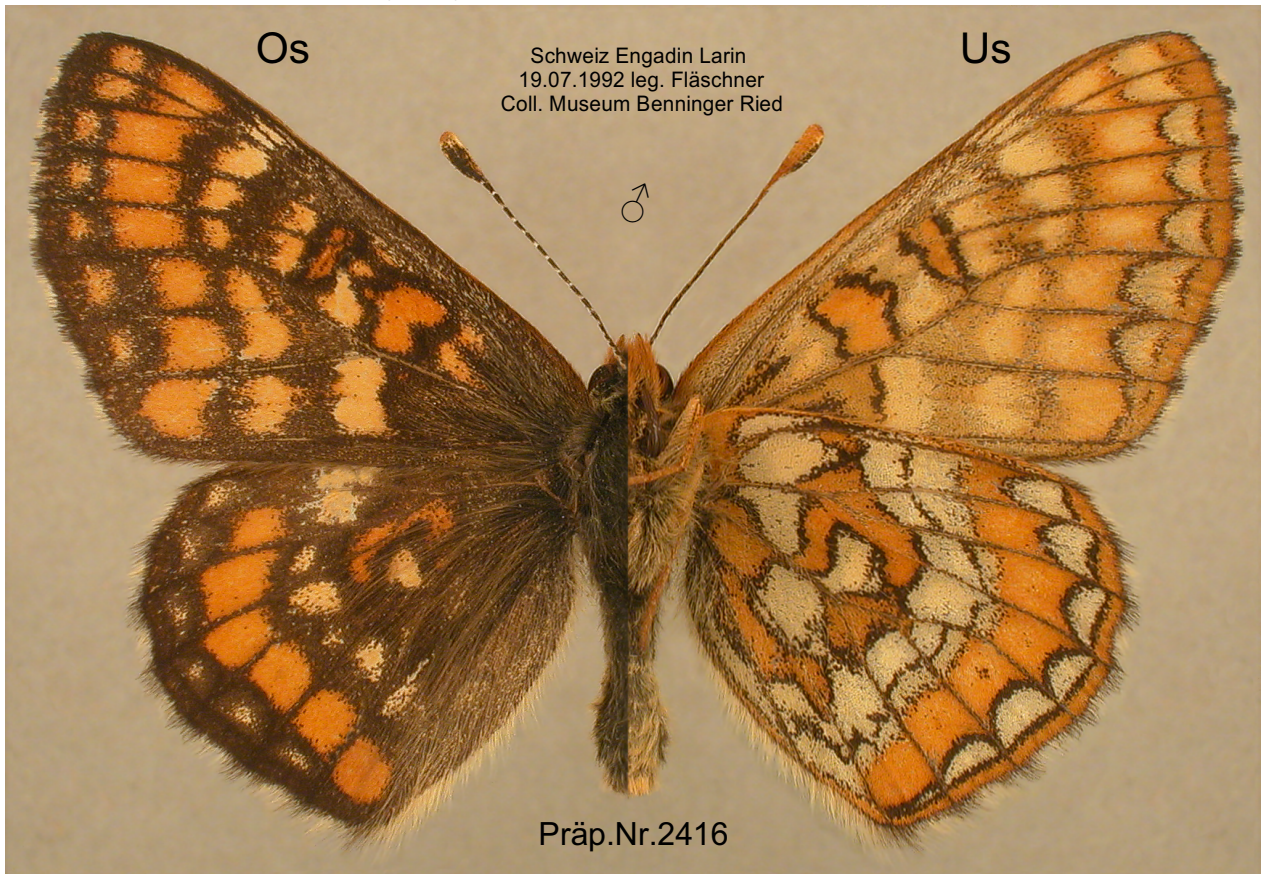 Os
Us
Schweiz Engadin Larin
19.07.1992 leg. Fläschner
Coll. Museum Benninger Ried
♂
Präp.Nr.2416